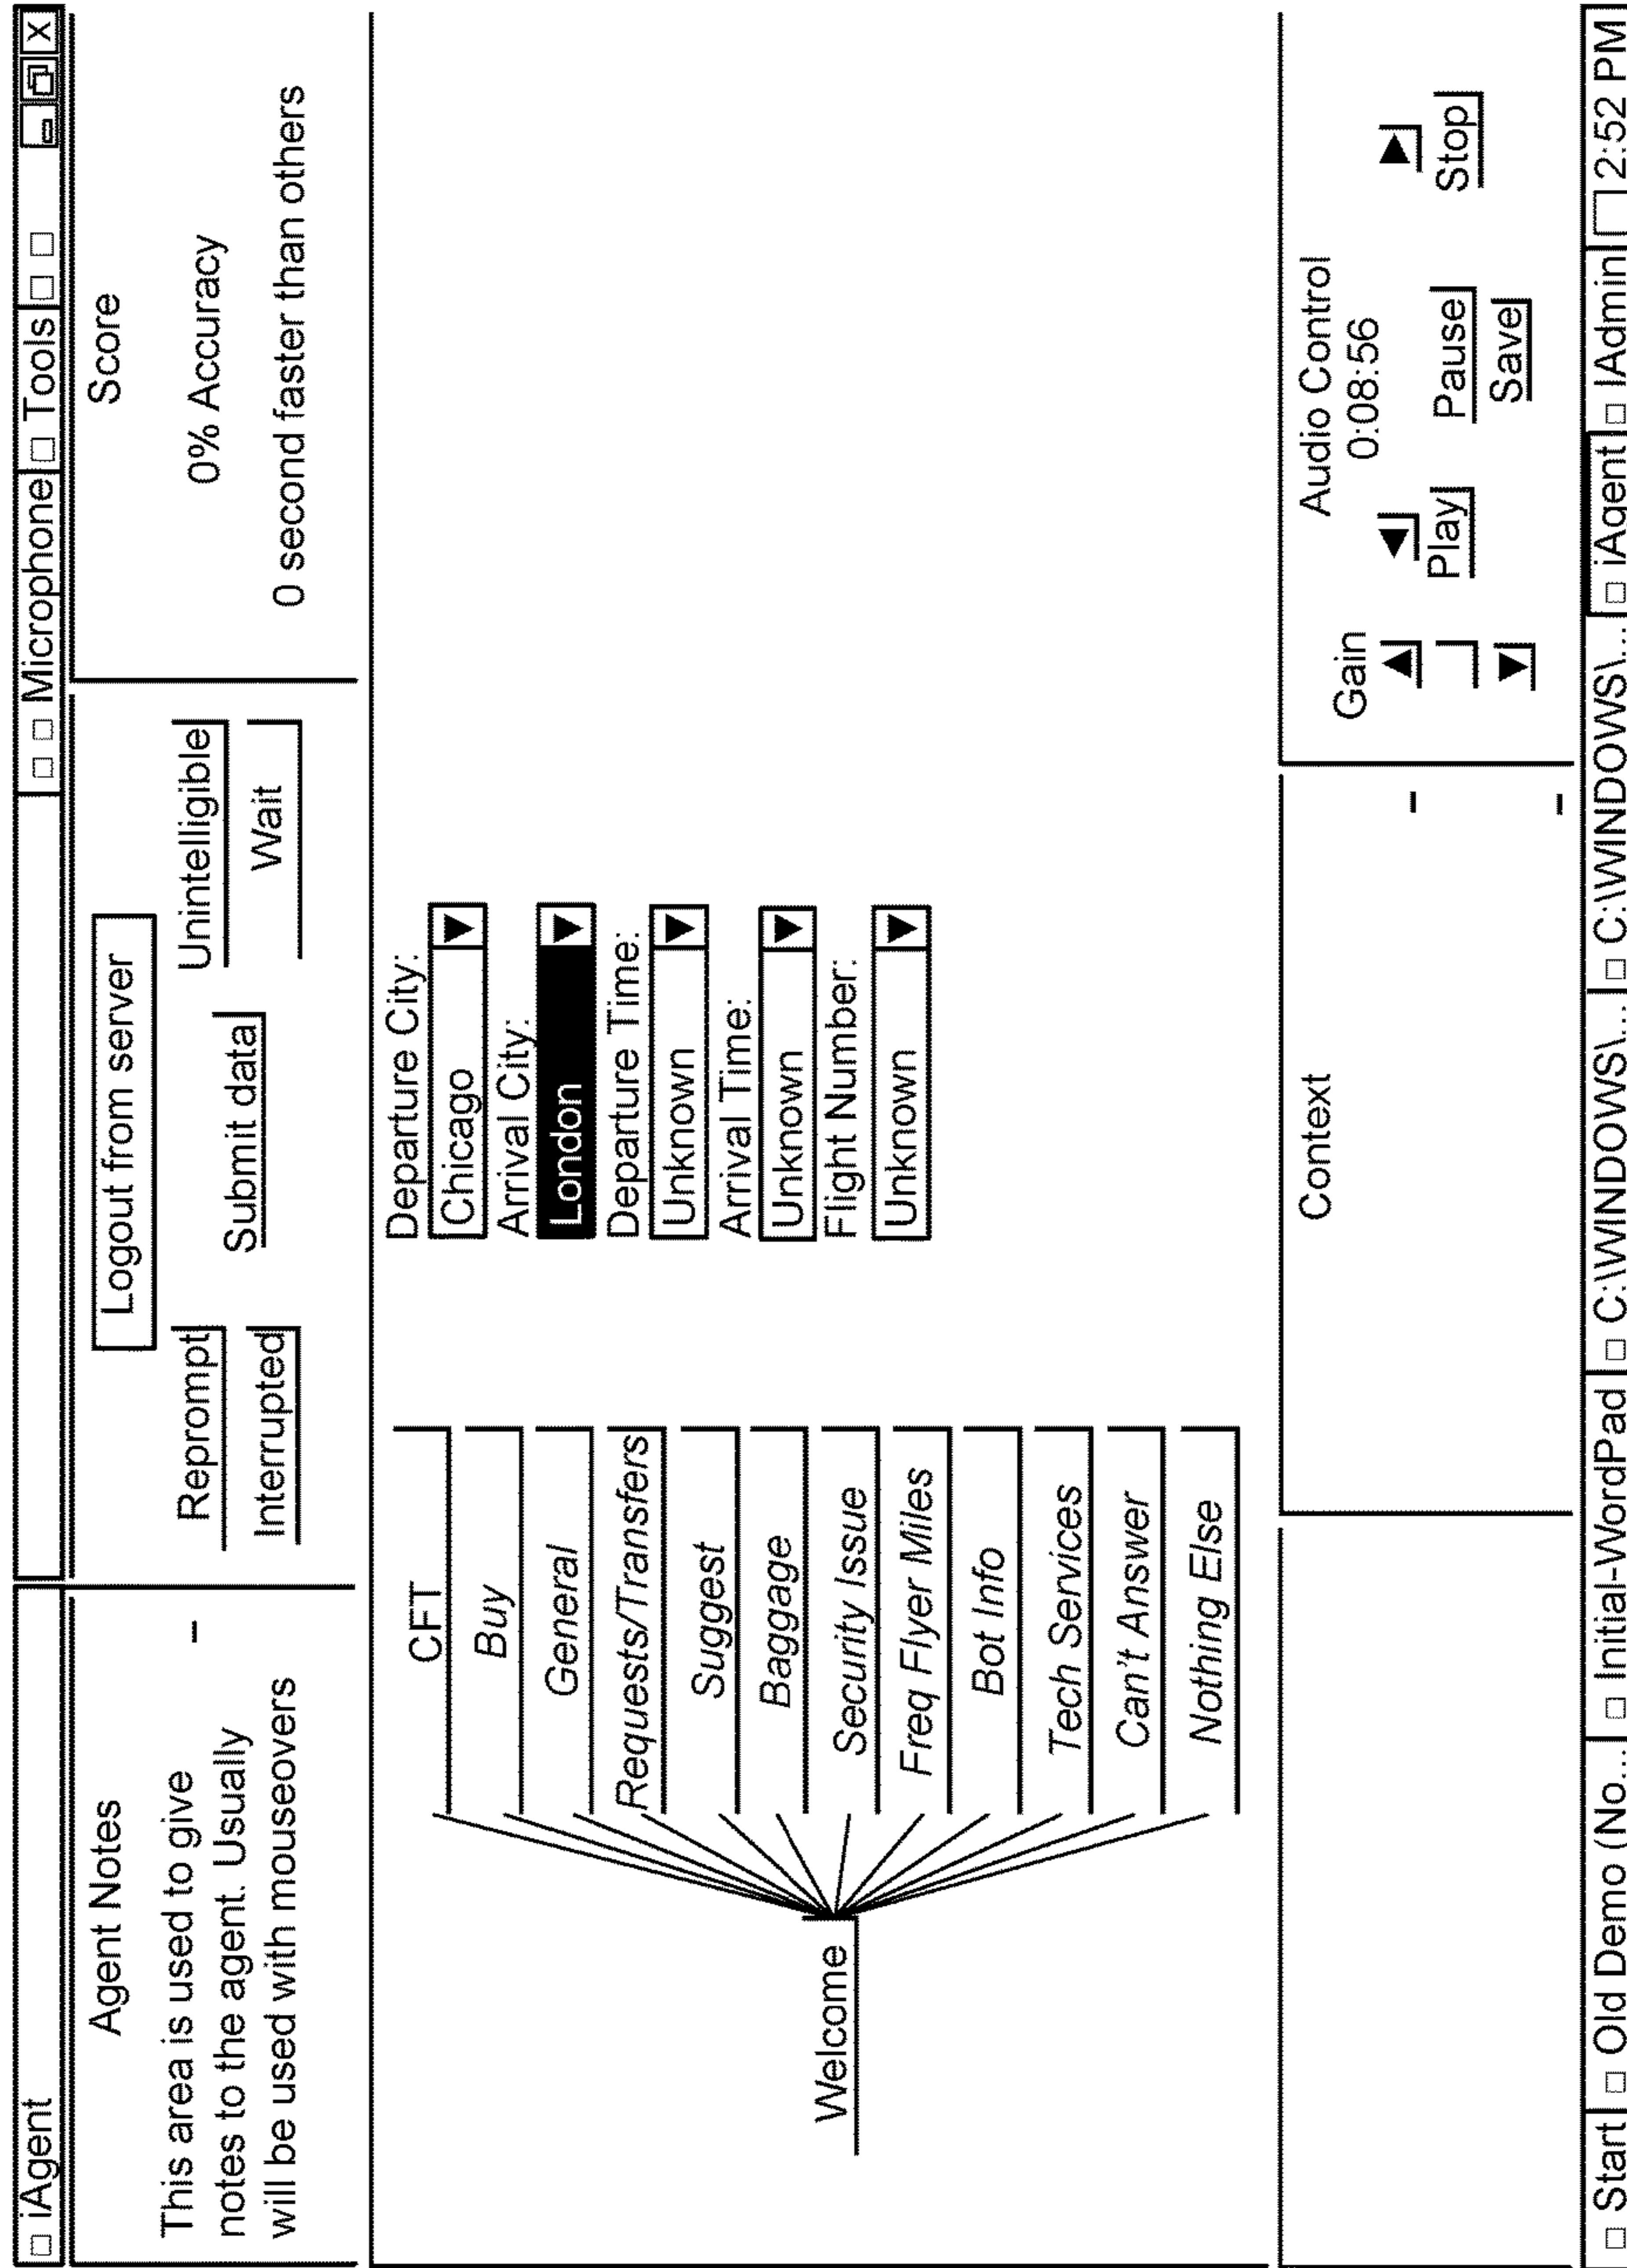 iAgent
Microphone
Tools
X
Agent Notes
This area is used to give
notes to the agent. Usually
will be used with mouseovers
Logout from server
Reprompt
Unintelligible
Submit data
Interrupted
Wait
Score
0% Accuracy
0 second faster than others
Welcome
CFT
Buy
General
Requests/Transfers
Suggest
Baggage
Security Issue
Freq Flyer Miles
Bot Info
Tech Services
Can't Answer
Nothing Else
Departure City:
Chicago
Arrival City:
London
Departure Time:
Unknown
Arrival Time:
Unknown
Flight Number:
Unknown
Context
Audio Control
Gain
0:08:56
Play
Pause
Stop
Save
Start
Old Demo (No...
Initial-WordPad
C:\WINDOWS\...
C:\WINDOWS\...
iAgent
IAdmin
2:52 PM